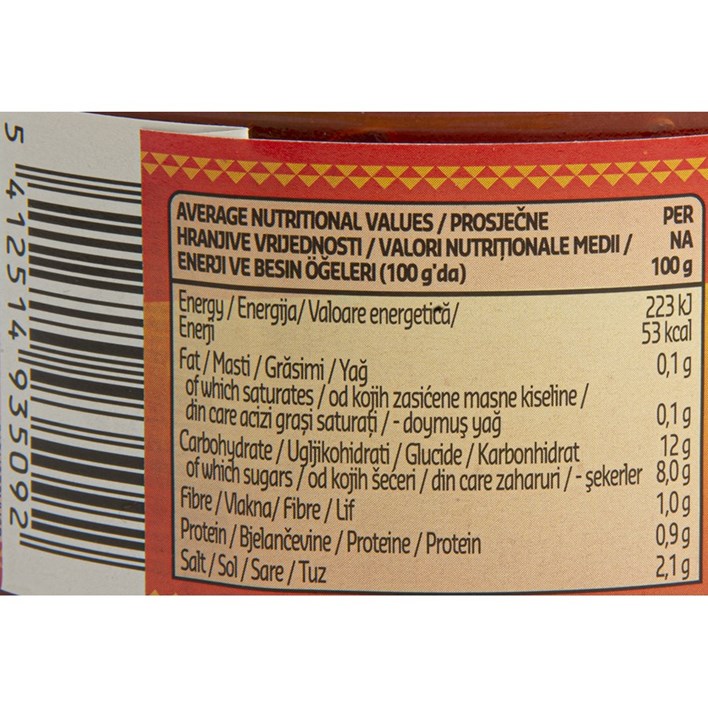 5 412514 935092
AVERAGE NUTRITIONAL VALUES / PROSJEČNE
HRANJIVE VRIJEDNOSTI / VALORI NUTRIȚIONALE MEDII /
ENERJI VE BESIN ÖĞELERI (100 g'da)
PER
NA
100 g
Energy / Energija/ Valoare energetică/
Enerji
223 kJ
53 kcal
Fat / Masti / Grăsimi / Yağ 0,1 g
of which saturates / od kojih zasićene masne kiseline /
din care acizi grași saturați / - doymuş yağ 0,1 g
Carbohydrate / Ugljikohidrati / Glucide / Karbonhidrat 12 g
of which sugars / od kojih šećeri / din care zaharuri / - şekerler 8,0 g
Fibre / Vlakna/ Fibre / Lif 1,0 g
Protein / Bjelančevine / Proteine / Protein 0,9 g
Salt / Sol / Sare / Tuz 2,1 g